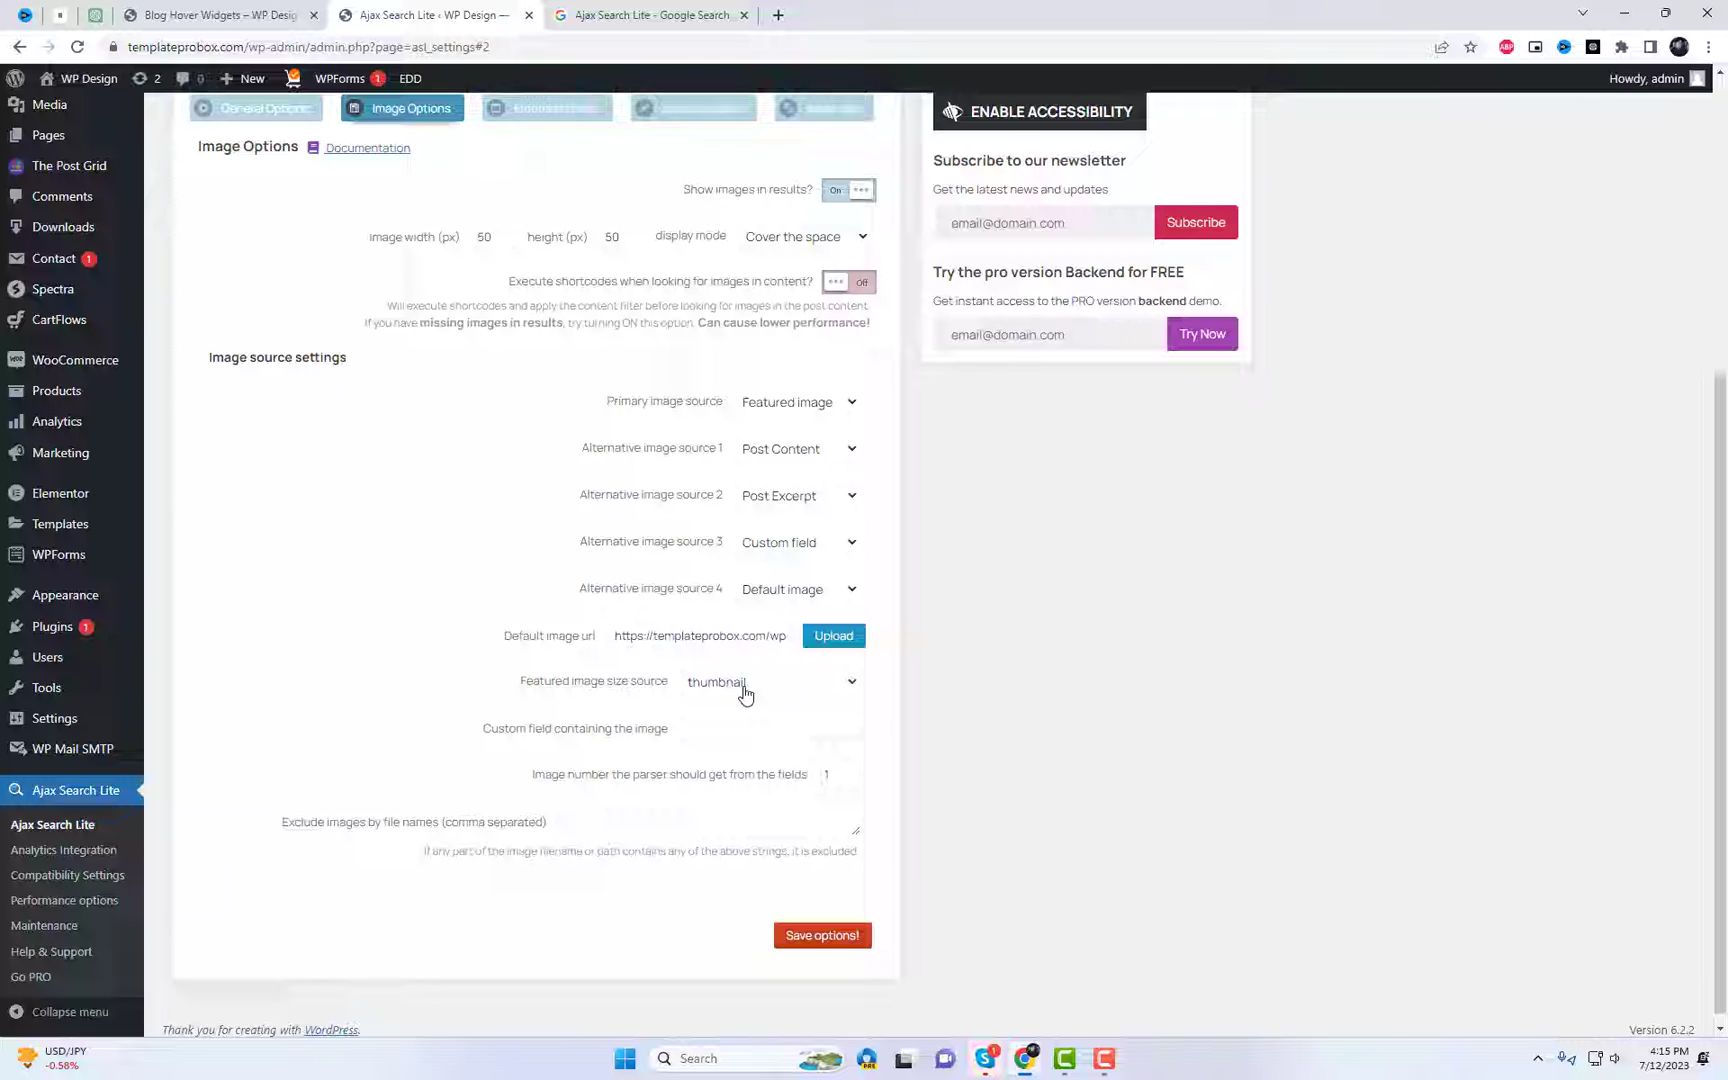 Blog Hover Widgets – WP Desig
Ajax Search Lite ‹ WP Design —
Ajax Search Lite - Google Search
templateprobox.com/wp-admin/admin.php?page=asl_settings#2
WP Design
2
0
New
WPForms 1
EDD
Howdy, admin
Media
Pages
The Post Grid
Comments
Downloads
Contact 1
Spectra
CartFlows
WooCommerce
Products
Analytics
Marketing
Elementor
Templates
WPForms
Appearance
Plugins 1
Users
Tools
Settings
WP Mail SMTP
Ajax Search Lite
Ajax Search Lite
Analytics Integration
Compatibility Settings
Performance options
Maintenance
Help & Support
Go PRO
Collapse menu
General Options
Image Options
Image Options Documentation
Show images in results? On
Image width (px) 50 height (px) 50 display mode Cover the space
Execute shortcodes when looking for images in content? Off
Will execute shortcodes and apply the content filter before looking for images in the post content.
If you have missing images in results, try turning ON this option. Can cause lower performance!
Image source settings
Primary image source Featured image
Alternative image source 1 Post Content
Alternative image source 2 Post Excerpt
Alternative image source 3 Custom field
Alternative image source 4 Default image
Default image url https://templateprobox.com/wp Upload
Featured image size source thumbnail
Custom field containing the image
Image number the parser should get from the fields 1
Exclude images by file names (comma separated)
If any part of the image filename or path contains any of the above strings, it is excluded
Save options!
ENABLE ACCESSIBILITY
Subscribe to our newsletter
Get the latest news and updates
email@domain.com Subscribe
Try the pro version Backend for FREE
Get instant access to the PRO version backend demo.
email@domain.com Try Now
Thank you for creating with WordPress.
Version 6.2.2
USD/JPY
-0.58%
Search
4:15 PM
7/12/2023